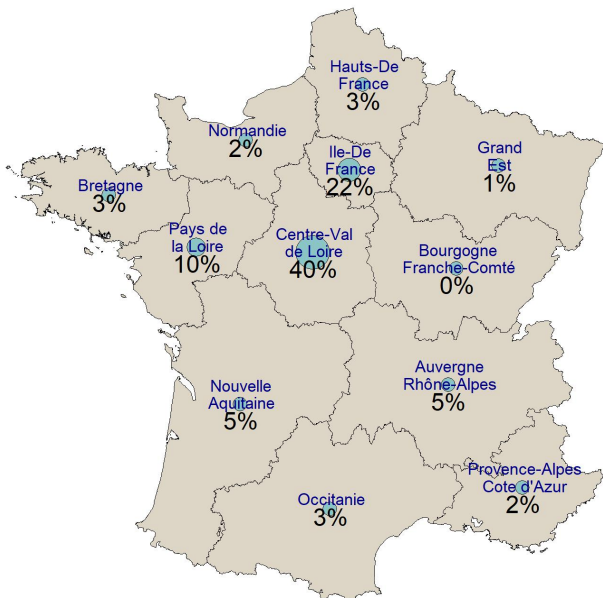 Hauts-De
France
3%
Normandie
2%
Ile-De
France
22%
Grand
Est
1%
Bretagne
3%
Pays de
la Loire
10%
Centre-Val
de Loire
40%
Bourgogne
Franche-Comté
0%
Auvergne
Rhône-Alpes
5%
Nouvelle
Aquitaine
5%
Provence-Alpes
Cote d'Azur
2%
Occitanie
3%